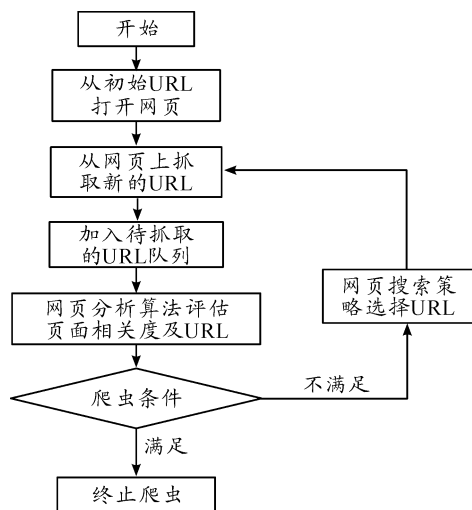 开始
从初始URL
打开网页
从网页上抓
取新的URL
加入待抓取
的URL队列
网页分析算法评估
页面相关度及URL
网页搜索策
略选择URL
爬虫条件
不满足
满足
终止爬虫